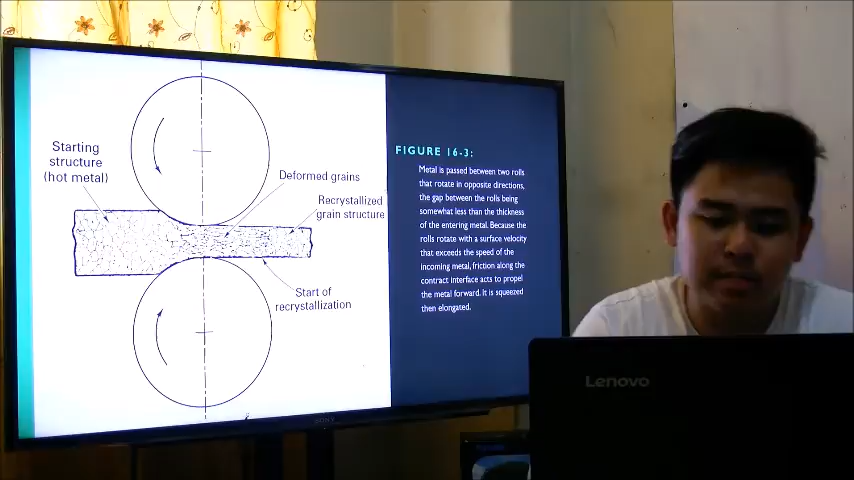 Starting
structure
(hot metal)
Deformed grains
Recrystallized
grain structure
Start of
recrystallization
FIGURE 16-3:
Metal is passed between two rolls
that rotate in opposite directions,
the gap between the rolls being
somewhat less than the thickness
of the entering metal. Because the
rolls rotate with a surface velocity
that exceeds the speed of the
incoming metal, friction along the
contract interface acts to propel
the metal forward. It is squeezed
then elongated.
SONY
Lenovo